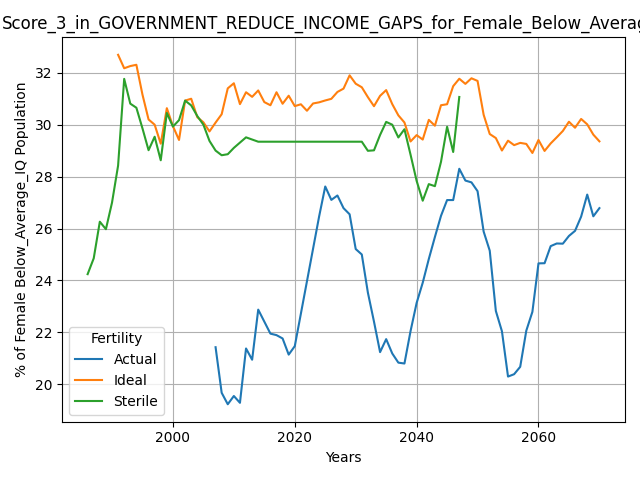 Score_3_in_GOVERNMENT_REDUCE_INCOME_GAPS_for_Female_Below_Averag
% of Female Below_Average_IQ Population
32
30
28
26
24
22
20
Fertility
Actual
Ideal
Sterile
2000
2020
2040
2060
Years